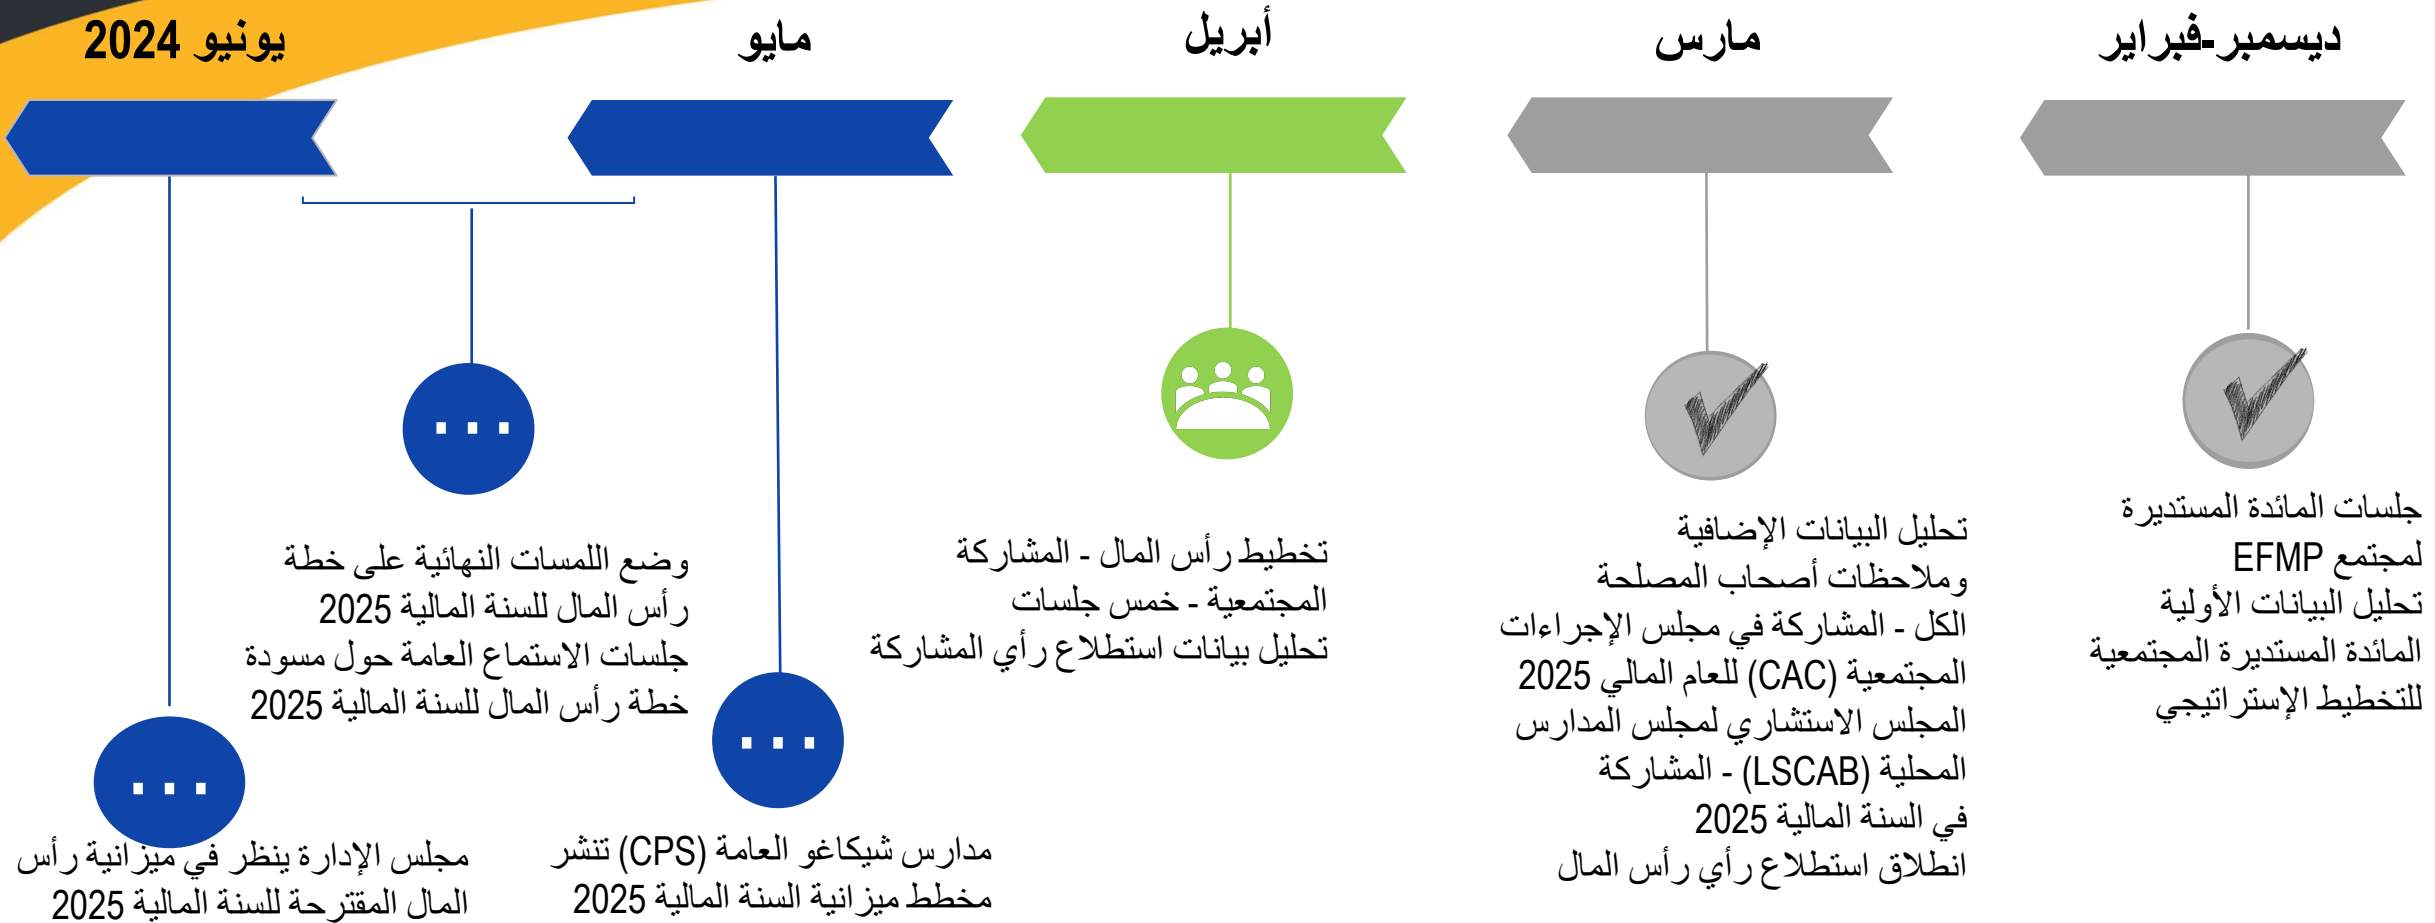 ديسمبر-فبراير
مارس
أبريل
مايو
يونيو 2024
جلسات المائدة المستديرة
لمجتمع EFMP
تحليل البيانات الأولية
المائدة المستديرة المجتمعية
للتخطيط الإستراتيجي
تحليل البيانات الإضافية
وملاحظات أصحاب المصلحة
الكل - المشاركة في مجلس الإجراءات
المجتمعية (CAC) للعام المالي 2025
المجلس الاستشاري لمجلس المدارس
المحلية (LSCAB) - المشاركة
في السنة المالية 2025
انطلاق استطلاع رأي رأس المال
تخطيط رأس المال - المشاركة
المجتمعية - خمس جلسات
تحليل بيانات استطلاع رأي المشاركة
مدارس شيكاغو العامة (CPS) تنشر
مخطط ميزانية السنة المالية 2025
وضع اللمسات النهائية على خطة
رأس المال للسنة المالية 2025
جلسات الاستماع العامة حول مسودة
خطة رأس المال للسنة المالية 2025
مجلس الإدارة ينظر في ميزانية رأس
المال المقترحة للسنة المالية 2025